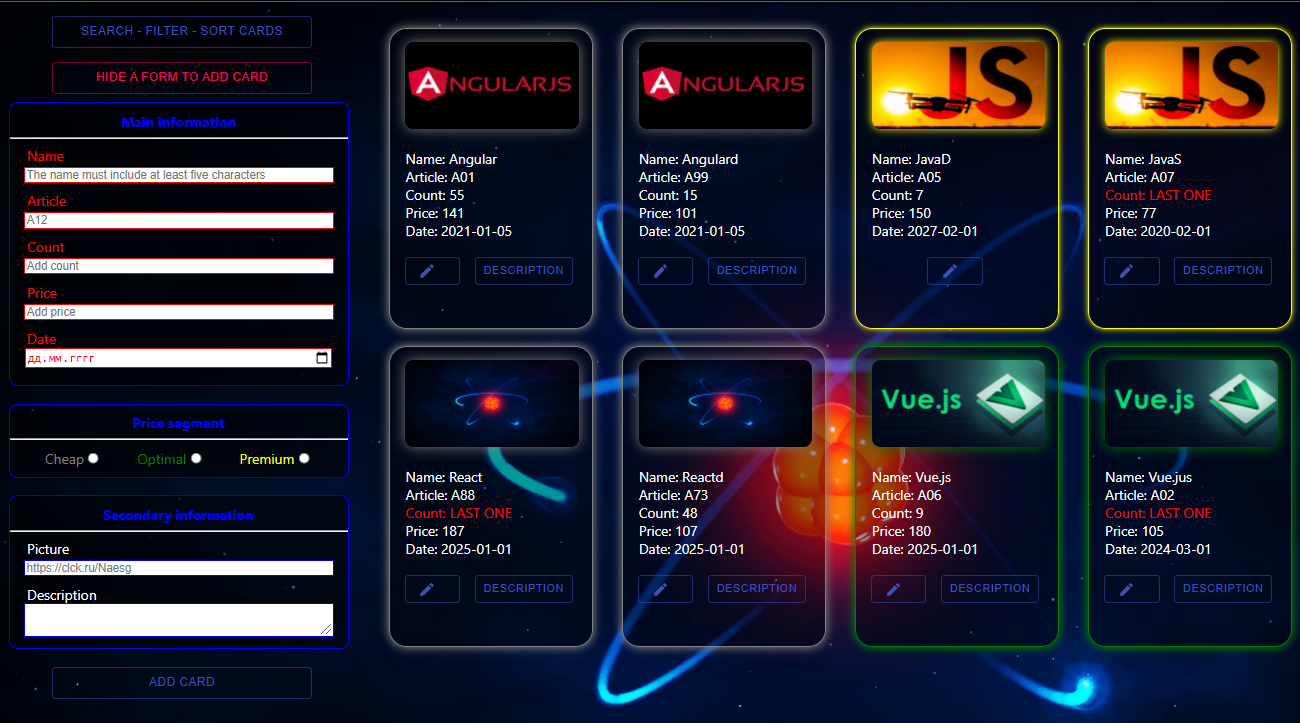 SEARCH - FILTER - SORT CARDS
HIDE A FORM TO ADD CARD
Main information
Name
The name must include at least five characters
Article
A12
Count
Add count
Price
Add price
Date
дд.мм.гггг
Price segment
Cheap Optimal Premium
Secondary information
Picture
https://clck.ru/Naesg
Description
ADD CARD
ANGULARJS
Name: Angular
Article: A01
Count: 55
Price: 141
Date: 2021-01-05
DESCRIPTION
ANGULARJS
Name: Angulard
Article: A99
Count: 15
Price: 101
Date: 2021-01-05
DESCRIPTION
JS
Name: JavaD
Article: A05
Count: 7
Price: 150
Date: 2027-02-01
JS
Name: JavaS
Article: A07
Count: LAST ONE
Price: 77
Date: 2020-02-01
DESCRIPTION
Name: React
Article: A88
Count: LAST ONE
Price: 187
Date: 2025-01-01
DESCRIPTION
Name: Reactd
Article: A73
Count: 48
Price: 107
Date: 2025-01-01
DESCRIPTION
Vue.js
Name: Vue.js
Article: A06
Count: 9
Price: 180
Date: 2025-01-01
DESCRIPTION
Vue.js
Name: Vue.jus
Article: A02
Count: LAST ONE
Price: 105
Date: 2024-03-01
DESCRIPTION